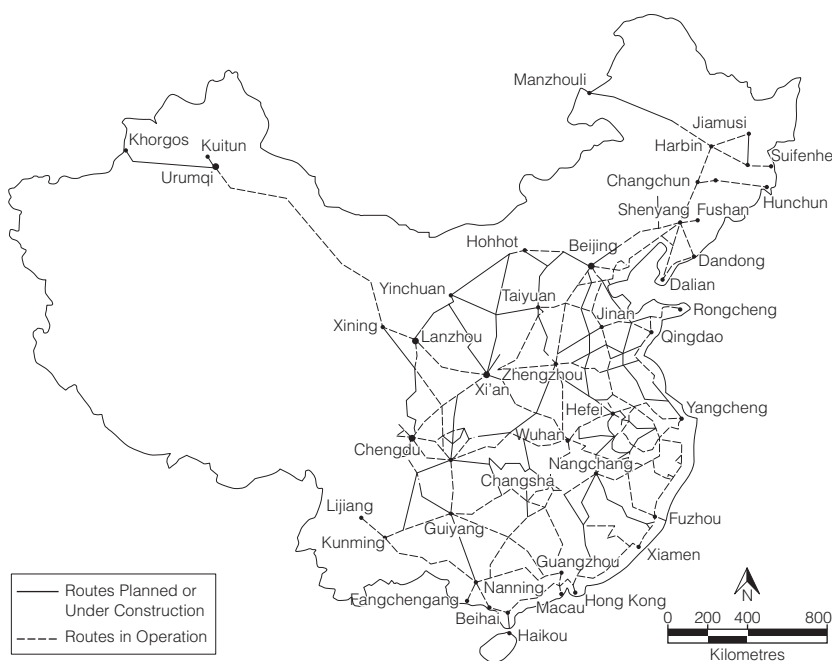 Manzhouli
Jiamusi
Khorgos
Kuitun
Harbin
Suifenhe
Urumqi
Changchun
Hunchun
Shenyang
Fushan
Hohhot
Beijing
Dandong
Yinchuan
Taiyuan
Dalian
Jinan
Rongcheng
Xining
Lanzhou
Qingdao
Zhengzhou
Xi'an
Hefei
Yangcheng
Wuhan
Chengdu
Nangchang
Changsha
Lijiang
Guiyang
Fuzhou
Kunming
Xiamen
Guangzhou
Nanning
Hong Kong
Fangchengang
Macau
Beihai
Haikou
Routes Planned or
Under Construction
Routes in Operation
N
0 200 400 800
Kilometres